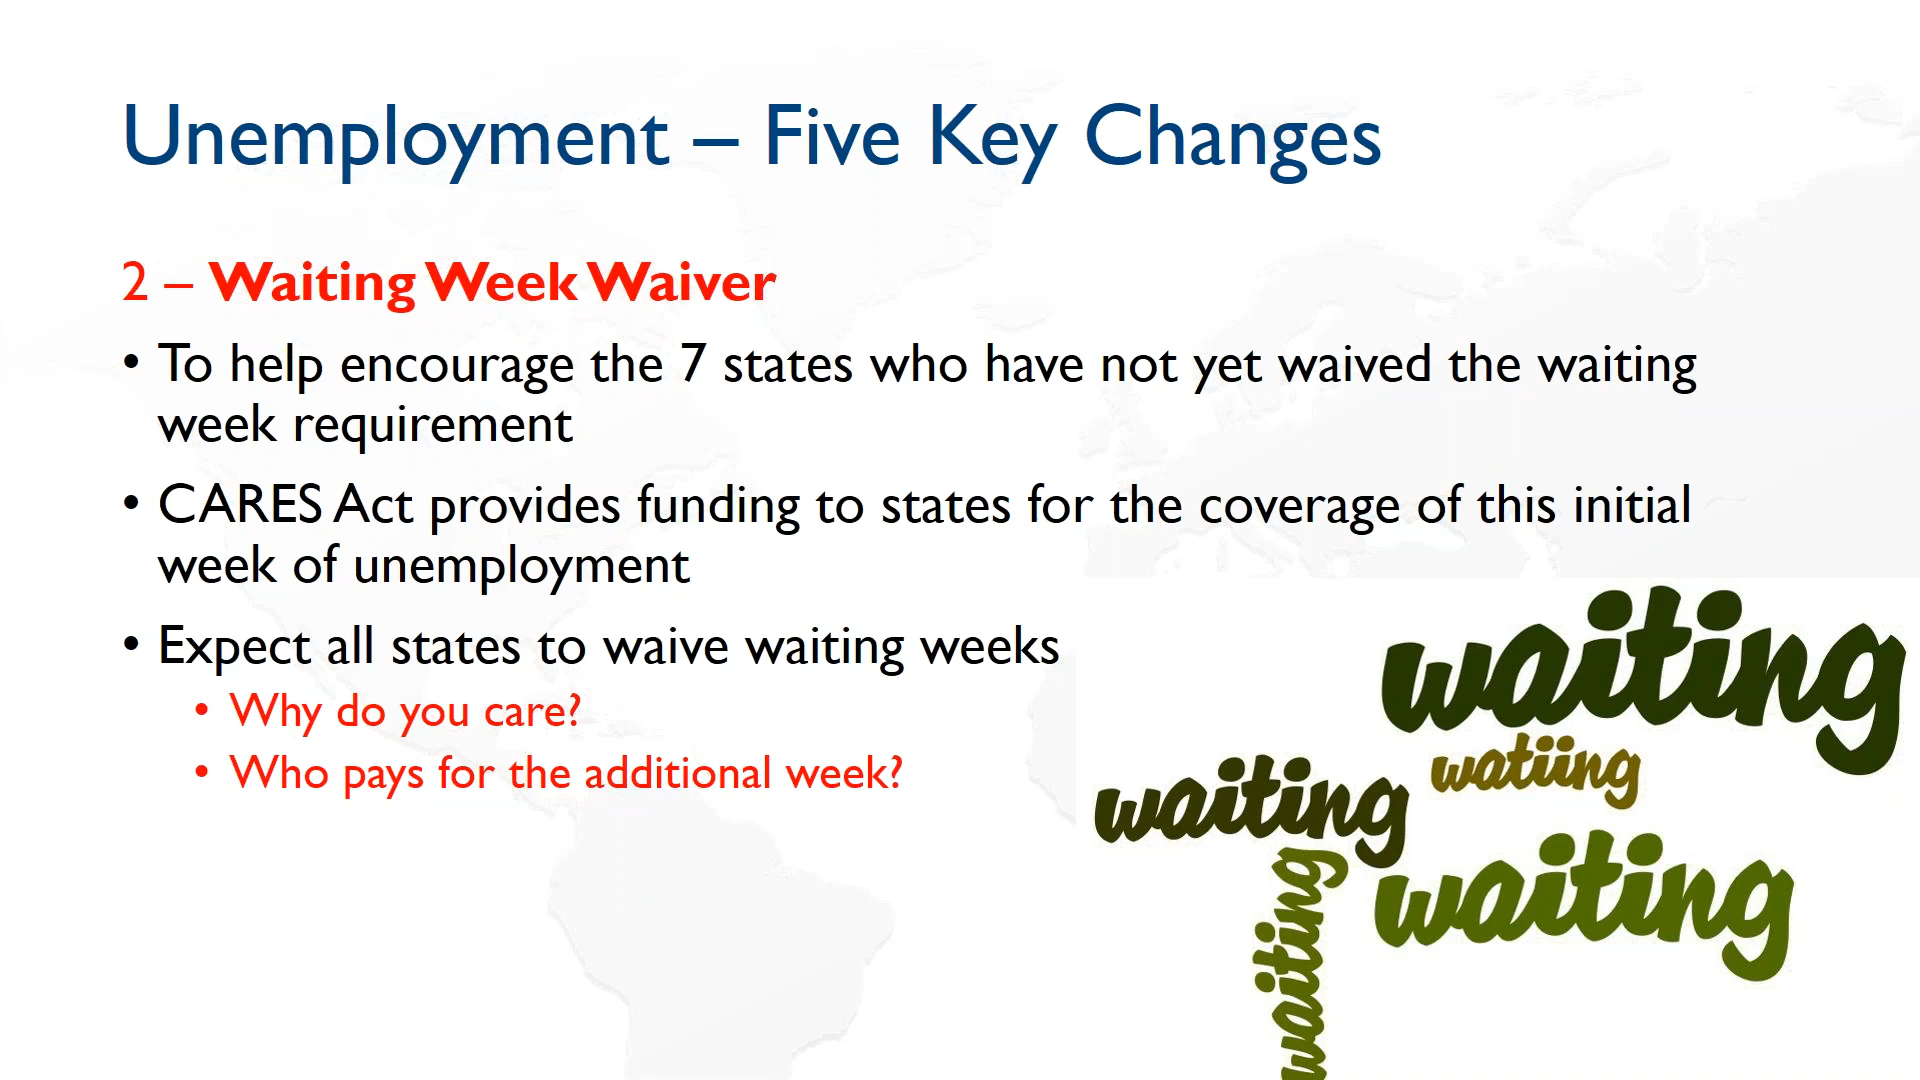 Unemployment – Five Key Changes
2 – Waiting Week Waiver
• To help encourage the 7 states who have not yet waived the waiting
week requirement
• CARES Act provides funding to states for the coverage of this initial
week of unemployment
• Expect all states to waive waiting weeks
• Why do you care?
• Who pays for the additional week?
waiting
watiing
waiting
waiting
waiting